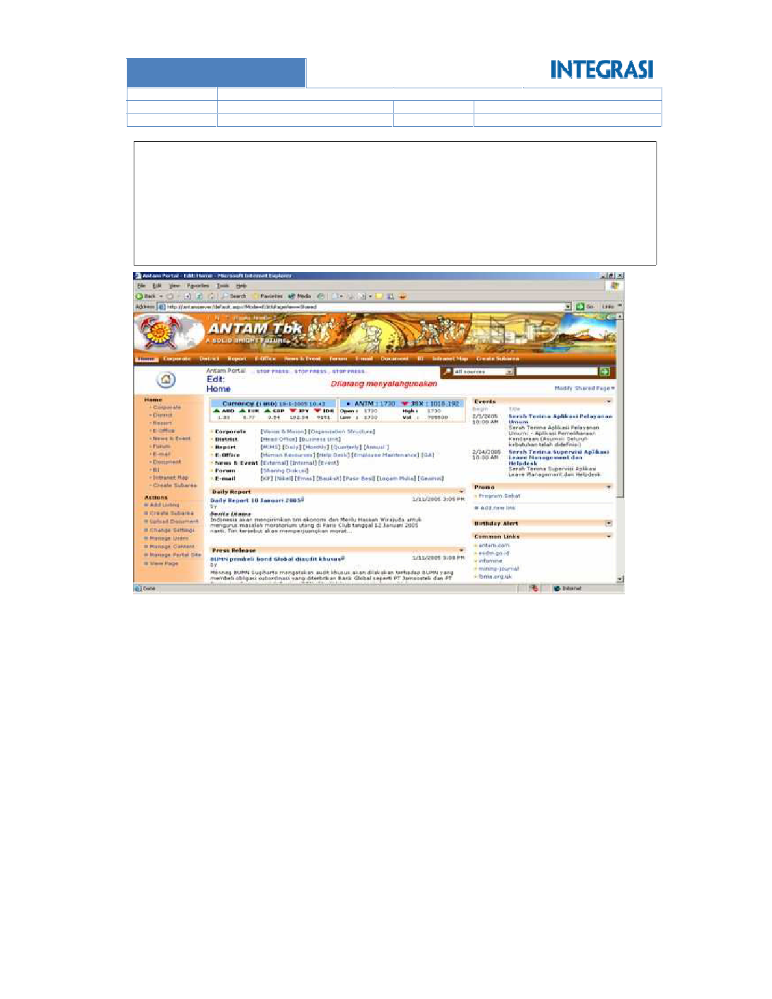 INTEGRASI
Antam Portal - Edit: Home - Microsoft Internet Explorer
File Edit View Favorites Tools Help
Back Search Favorites Media
Address http://antamserver/default.aspx?Mode=Edit&PageView=Shared Go Links
ANTAM Tbk
A SOLID BRIGHT FUTURE
Home Corporate District Report E-Office News & Event Forum E-mail Document BI Intranet Map Create Subarea
Antam Portal ... STOP PRESS... STOP PRESS... STOP PRESS...
All sources
Edit:
Home
Dilarang menyalahgunakan
Modify Shared Page
Home
- Corporate
- District
- Report
- E-Office
- News & Event
- Forum
- E-mail
- Document
- BI
- Intranet Map
- Create Subarea
Actions
Add Listing
Create Subarea
Upload Document
Change Settings
Manage Users
Manage Content
Manage Portal Site
View Page
Currency (1 USD) 10:43
AUD EUR GBP JPY IDR
0.77 0.54 102.54 9151
ANTM : 1730 JSX : 1018.192
Open : 1730 High : 1730
Low : 1730 Vol :
Corporate [Vision & Mission] [Organization Structure]
District [Head Office] [Business Unit]
Report [MIMS] [Daily] [Monthly] [Quarterly] [Annual ]
E-Office [Human Resources] [Help Desk] [Employee Maintenance] [GA]
News & Event [External] [Internal] [Event]
Forum [Sharing Diskusi]
E-mail [KP] [Nikel] [Emas] [Bauksit] [Pasir Besi] [Logam Mulia] [Geomin]
Daily Report
Daily Report 10 Januari 2005 1/11/2005 3:05 PM
by
Berita Utama
Indonesia akan mengirimkan tim ekonomi dan Menlu Hassan Wirajuda untuk
mengurus masalah moratorium utang di Paris Club tanggal 12 Januari 2005
nanti. Tim tersebut akan memperjuangkan morat...
Press Release
BUMN pembeli bond Global diaudit khusus 1/11/2005 3:08 PM
by
Menneg BUMN Sugiharto mengatakan audit khusus akan dilakukan terhadap BUMN yang
membeli obligasi subordinasi yang diterbitkan Bank Global seperti PT Jamsostek dan PT
Events
Begin Title
2/3/2005 Serah Terima Aplikasi Pelayanan
10:00 AM Umum
Serah Terima Aplikasi Pelayanan
Umum: - Aplikasi Pemeliharaan
Kendaraan (Asumsi: Seluruh
kebutuhan telah didefinisi)
2/24/2005 Serah Terima Supervisi Aplikasi
10:00 AM Leave Management dan
Helpdesk
Serah Terima Supervisi Aplikasi
Leave Management dan Helpdesk
Promo
Program Sehat
Add new link
Birthday Alert
Common Links
antam.com
esdm.go.id
infomine
mining-journal
lbma.org.uk
Done Internet